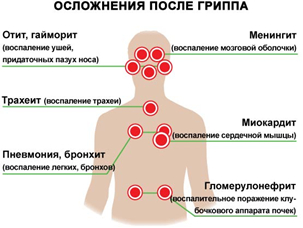 ОСЛОЖНЕНИЯ ПОСЛЕ ГРИППА
Отит, гайморит
(воспаление ушей,
придаточных пазух носа)
Менингит
(воспаление мозговой оболочки)
Трахеит (воспаление трахеи)
Миокардит
(воспаление сердечной мышцы)
Пневмония, бронхит
(воспаление легких, бронхов)
Гломерулонефрит
(воспалительное поражение клу-
бочкового аппарата почек)